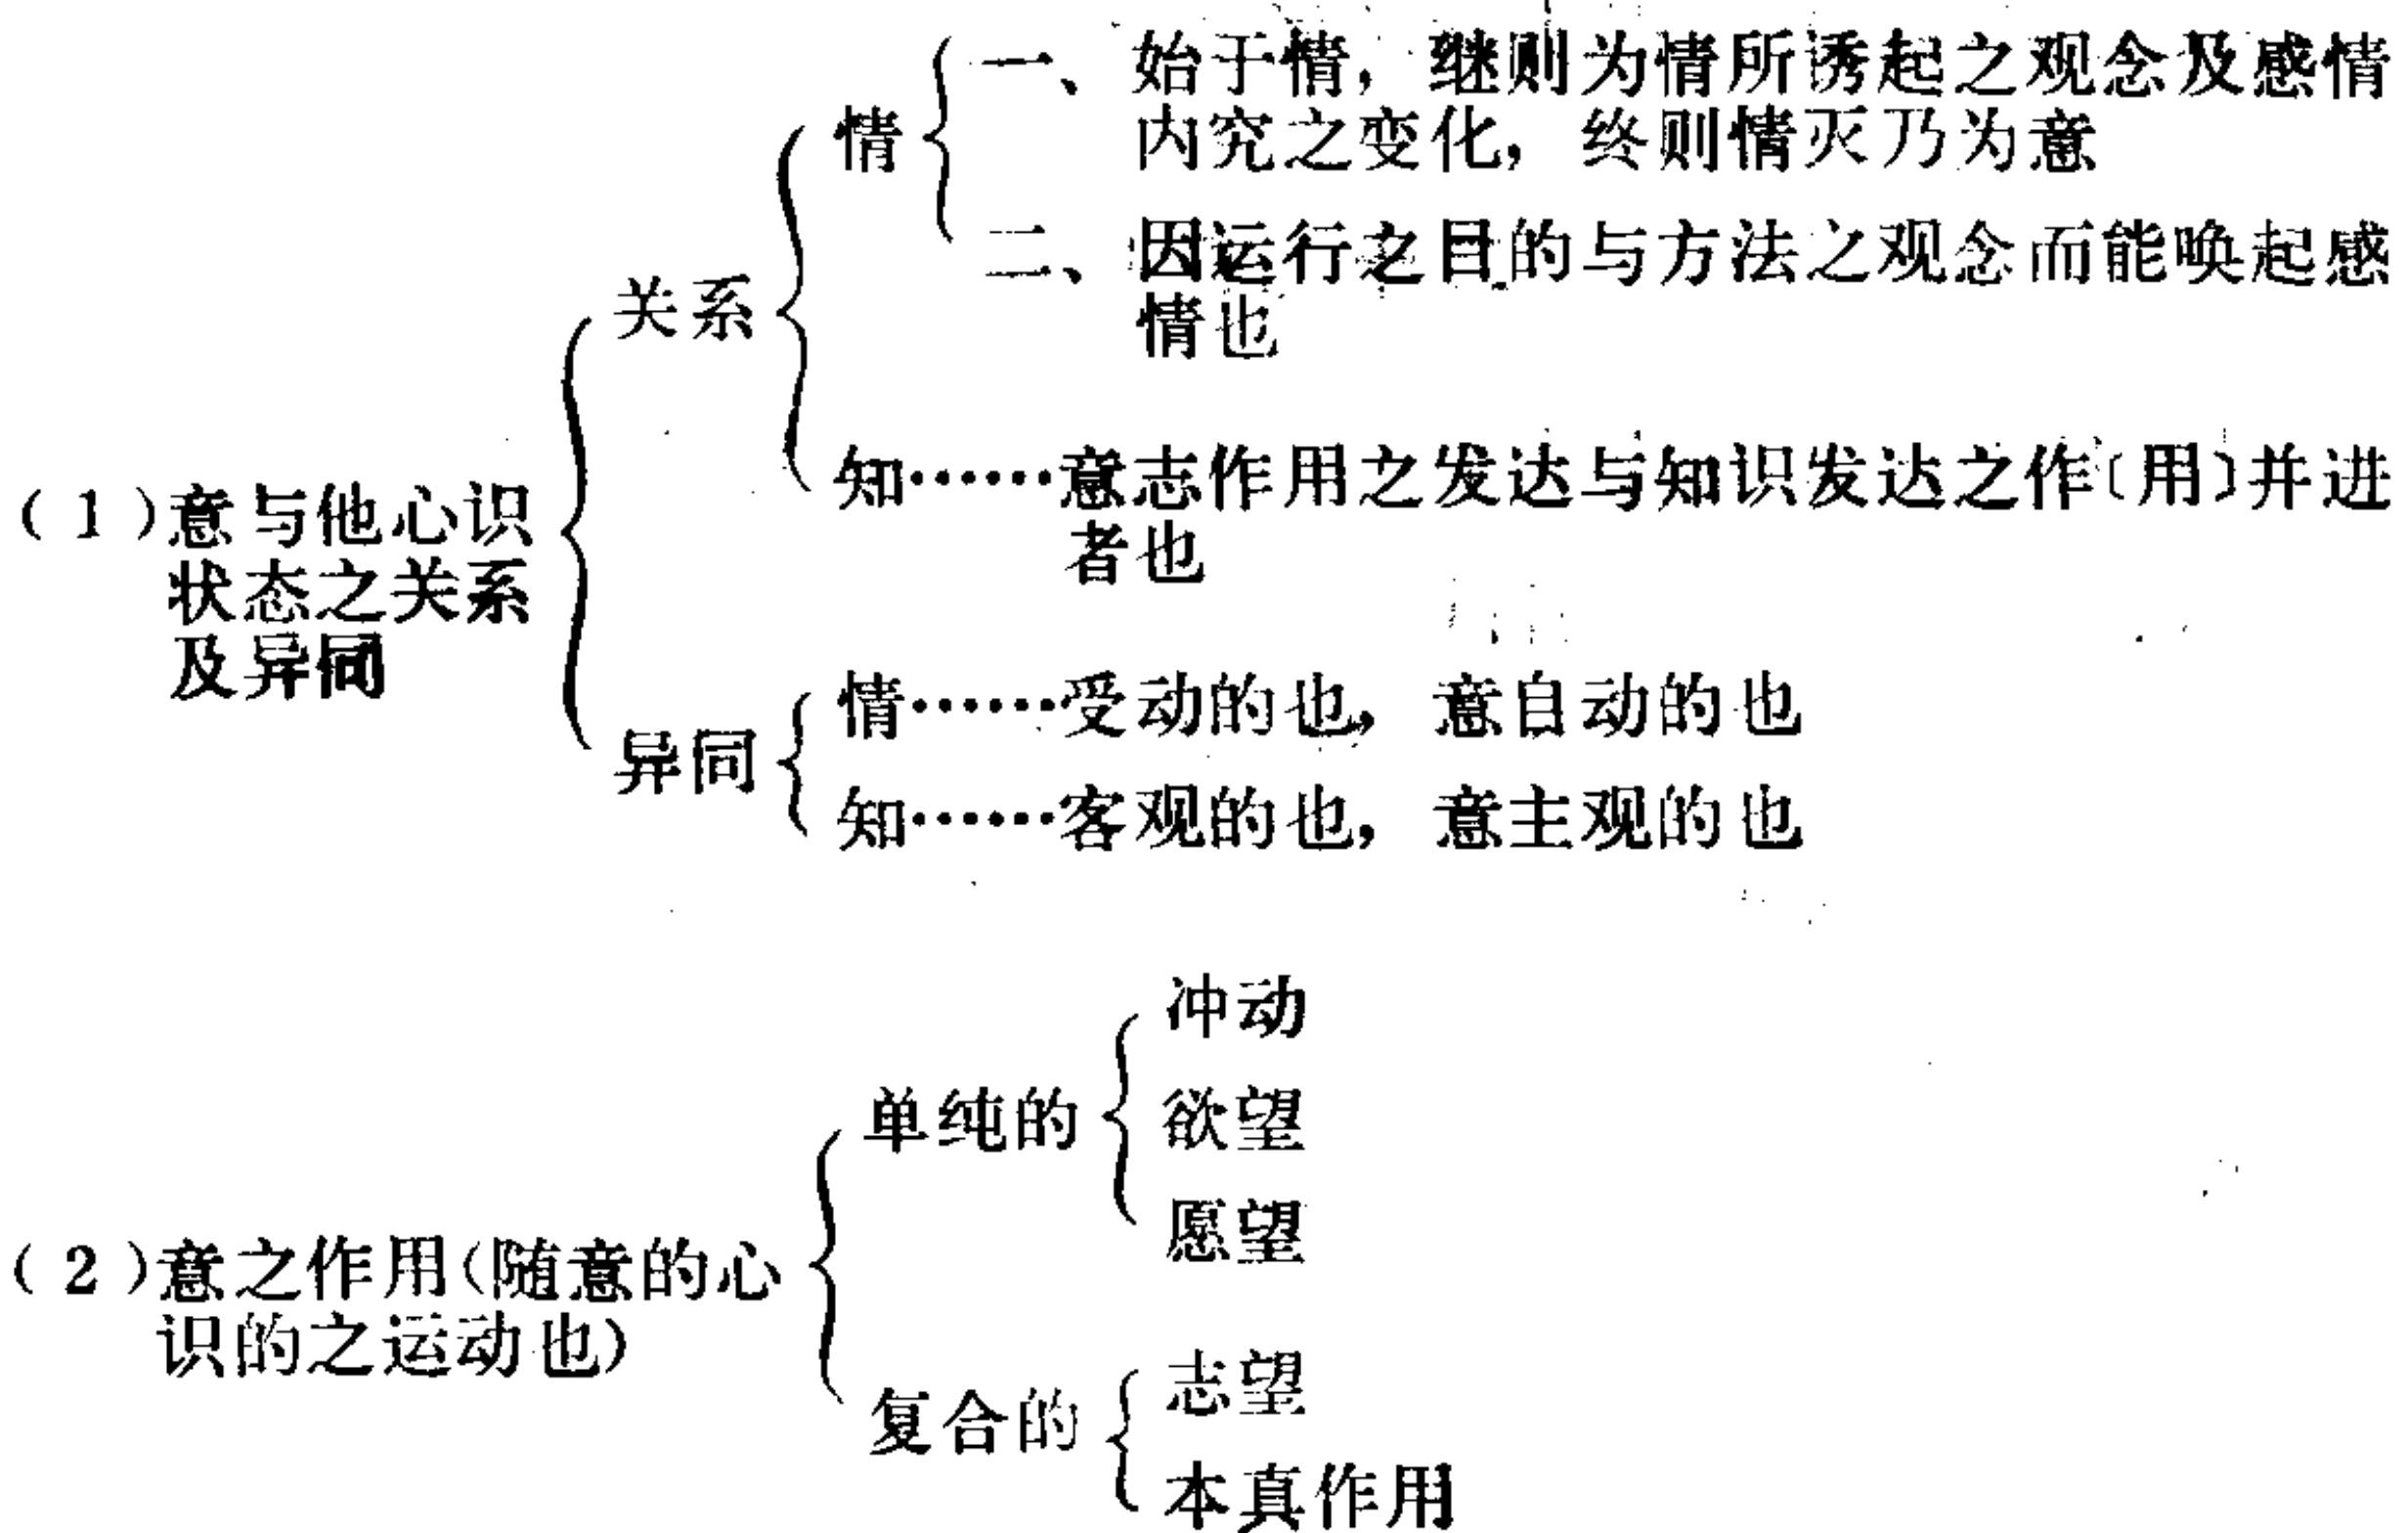 (1)意与他心识
状态之关系
及异同
关系
情
一、始于情，继则为情所诱起之观念及感情
内究之变化，终则情灭乃为意
二、因运行之目的与方法之观念而能唤起感
情也
知……意志作用之发达与知识发达之作〔用〕并进
者也
异同
情……受动的也，意自动的也
知……客观的也，意主观的也
(2)意之作用(随意的心
识的之运动也)
单纯的
冲动
欲望
愿望
复合的
志望
本真作用